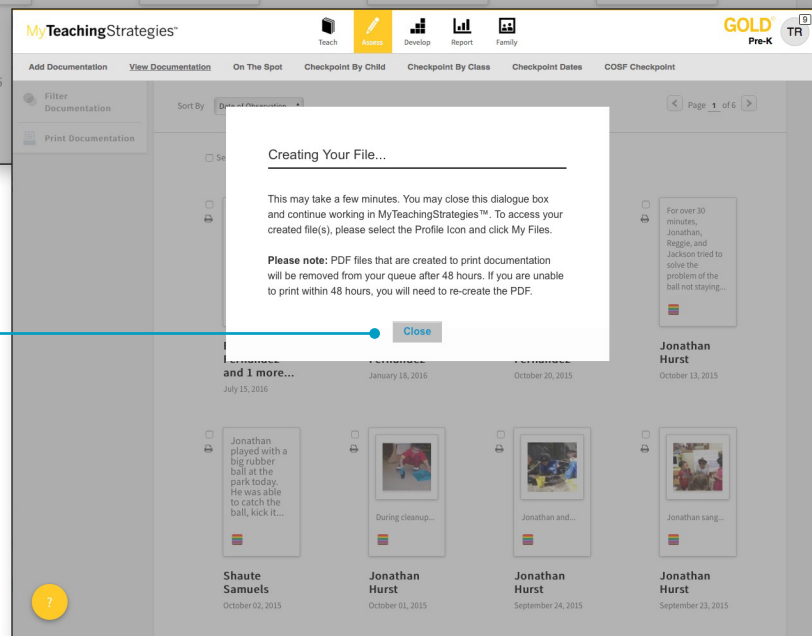 MyTeachingStrategies™
Teach
Assess
Develop
Report
Family
GOLD®
Pre-K
TR
9
Add Documentation
View Documentation
On The Spot
Checkpoint By Child
Checkpoint By Class
Checkpoint Dates
COSF Checkpoint
Filter
Documentation
Print Documentation
Sort By
Date of Observation
Page 1 of 6
Creating Your File...
This may take a few minutes. You may close this dialogue box
and continue working in MyTeachingStrategies™. To access your
created file(s), please select the Profile Icon and click My Files.
Please note: PDF files that are created to print documentation
will be removed from your queue after 48 hours. If you are unable
to print within 48 hours, you will need to re-create the PDF.
Close
For over 30
minutes,
Jonathan,
Reggie, and
Jackson tried to
solve the
problem of the
ball not staying...
Fernandez
and 1 more...
July 15, 2016
Fernandez
January 18, 2016
Fernandez
October 20, 2015
Jonathan
Hurst
October 13, 2015
Jonathan
played with a
big rubber
ball at the
park today.
He was able
to catch the
ball, kick it...
Shaute
Samuels
October 02, 2015
During cleanup...
Jonathan
Hurst
October 01, 2015
Jonathan and...
Jonathan
Hurst
September 24, 2015
Jonathan sang...
Jonathan
Hurst
September 23, 2015
?